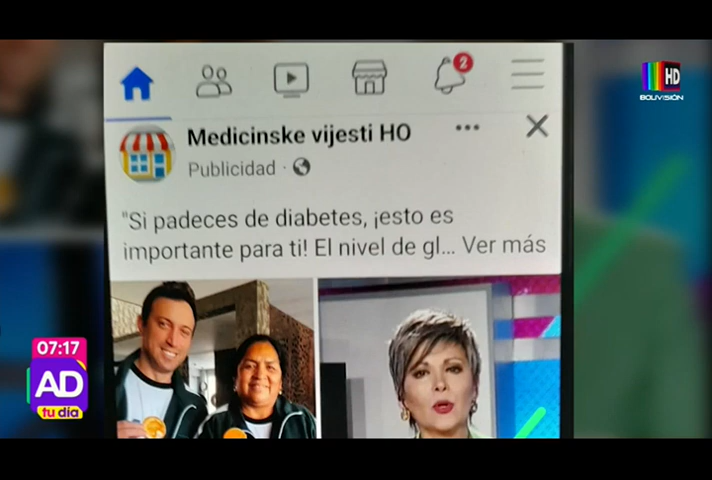 2
HD
BOLIVISIÓN
Medicinske vijesti HO
Publicidad ·
"Si padeces de diabetes, ¡esto es
importante para ti! El nivel de gl... Ver más
07:17
AD
tu día